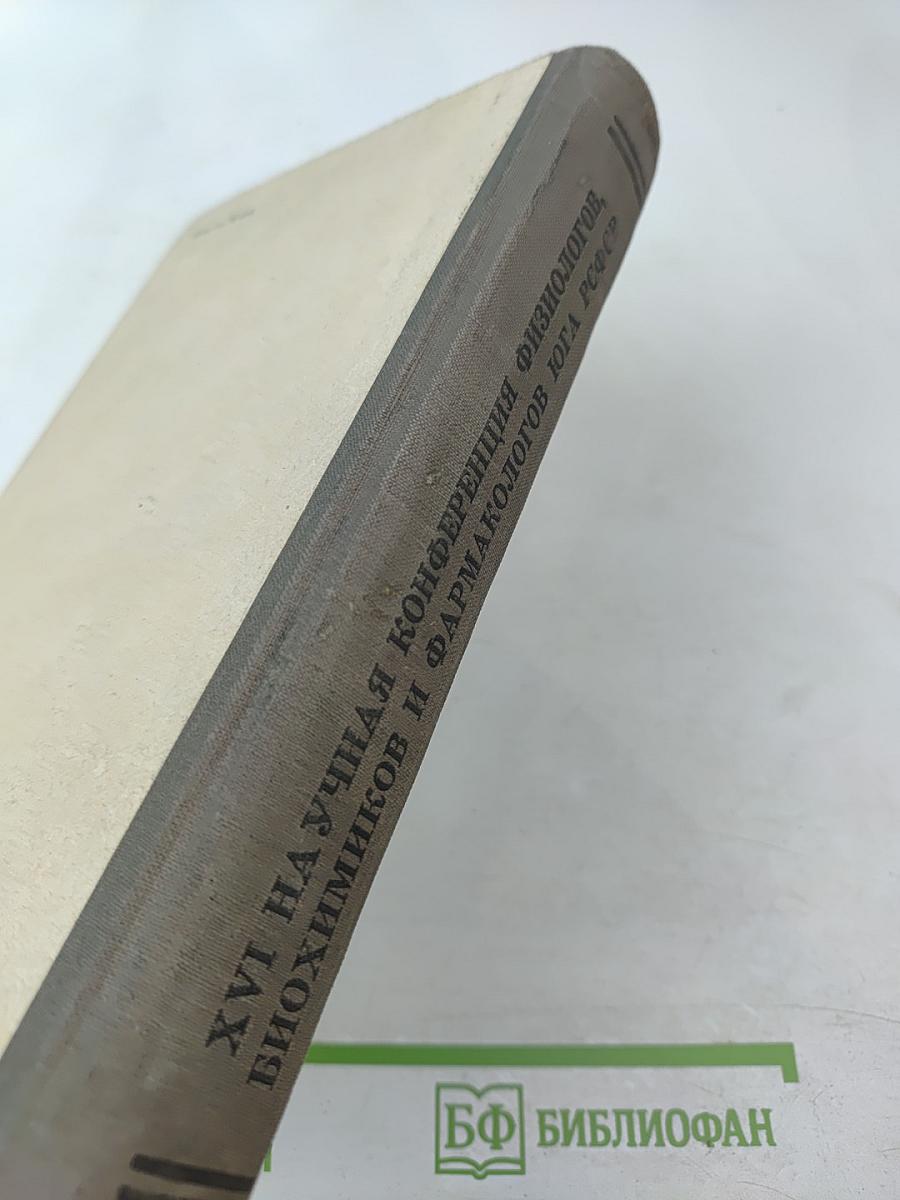 XVI НАУЧНАЯ КОНФЕРЕНЦИЯ ФИЗИОЛОГОВ,
БИОХИМИКОВ И ФАРМАКОЛОГОВ ЮГА РСФСР
БФ БИБЛИОФАН